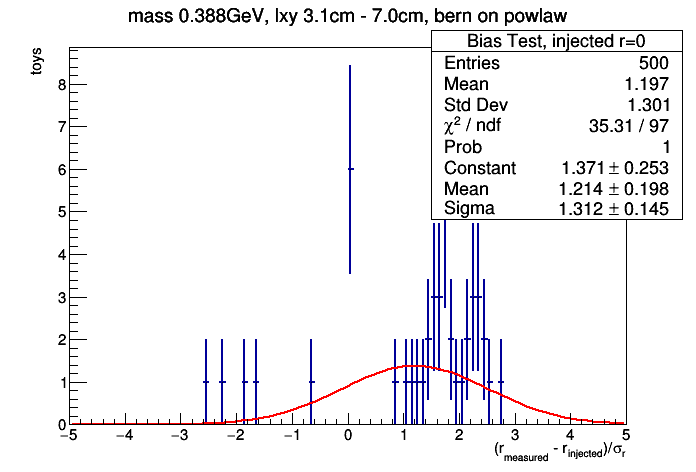 mass 0.388GeV, lxy 3.1cm - 7.0cm, bern on powlaw
toys
Bias Test, injected r=0
Entries 500
Mean 1.197
Std Dev 1.301
χ² / ndf 35.31 / 97
Prob 1
Constant 1.371 ± 0.253
Mean 1.214 ± 0.198
Sigma 1.312 ± 0.145
8
7
6
5
4
3
2
1
0
−5 −4 −3 −2 −1 0 1 2 3 4 5
(r_measured - r_injected)/σ_r